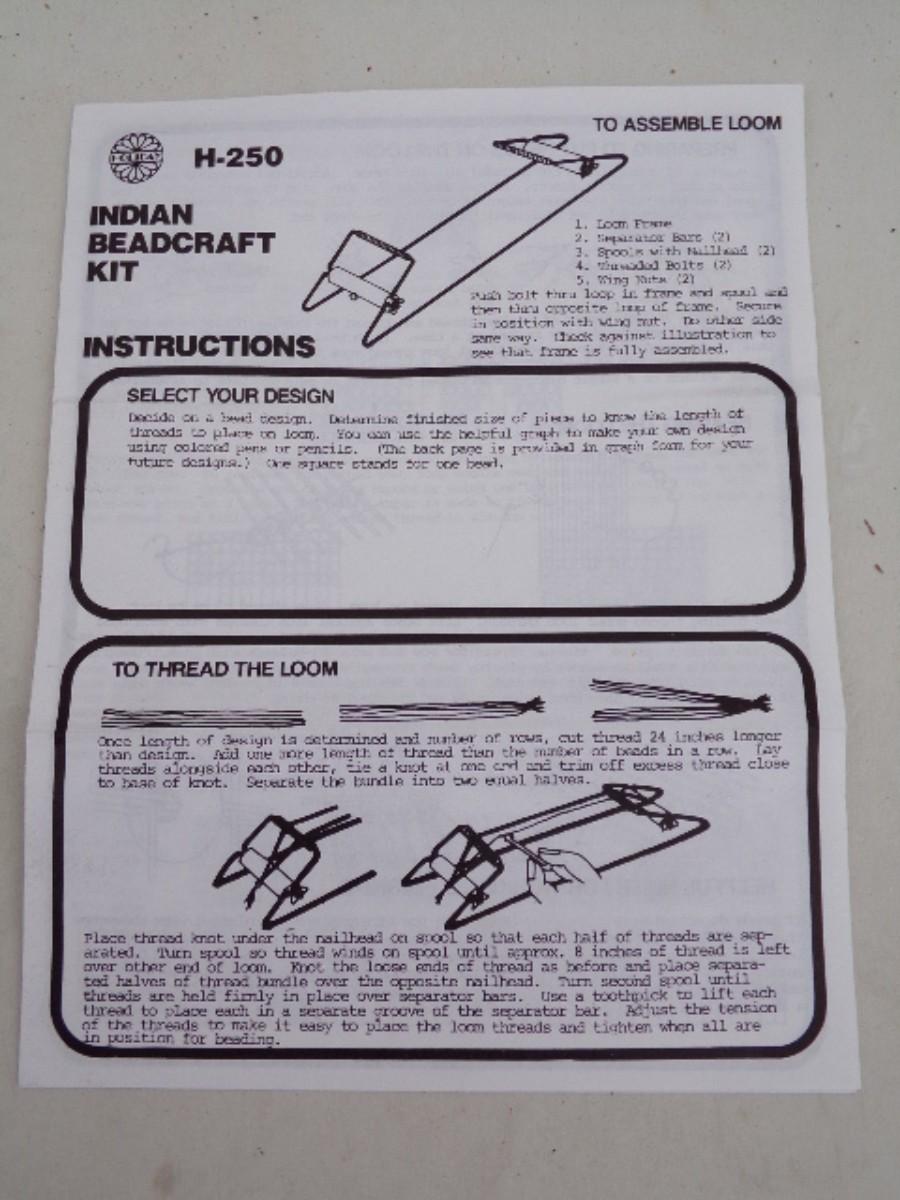 HOLIDAY
H-250
INDIAN
BEADCRAFT
KIT
INSTRUCTIONS
TO ASSEMBLE LOOM
1. Loom Frame
2. Separator Bars (2)
3. Spools with Nailhead (2)
4. Threaded Bolts (2)
5. Wing Nuts (2)
Push bolt thru loop in frame and spool and
then thru opposite loop of frame. Secure
in position with wing nut. Do other side
same way. Check against illustration to
see that frame is fully assembled.
SELECT YOUR DESIGN
Decide on a bead design. Determine finished size of piece to know the length of
threads to place on loom. You can use the helpful graph to make your own design
using colored pens or pencils. (The back page is provided in graph form for your
future designs.) One square stands for one bead.
TO THREAD THE LOOM
Once length of design is determined and number of rows, cut thread 24 inches longer
than design. Add one more length of thread than the number of beads in a row. Lay
threads alongside each other, tie a knot at one end and trim off excess thread close
to base of knot. Separate the bundle into two equal halves.
Place thread knot under the nailhead on spool so that each half of threads are sep-
arated. Turn spool so thread winds on spool until approx. 8 inches of thread is left
over other end of loom. Knot the loose ends of thread as before and place separa-
ted halves of thread bundle over the opposite nailhead. Turn second spool until
threads are held firmly in place over separator bars. Use a toothpick to lift each
thread to place each in a separate groove of the separator bar. Adjust the tension
of the threads to make it easy to place the loom threads and tighten when all are
in position for beading.